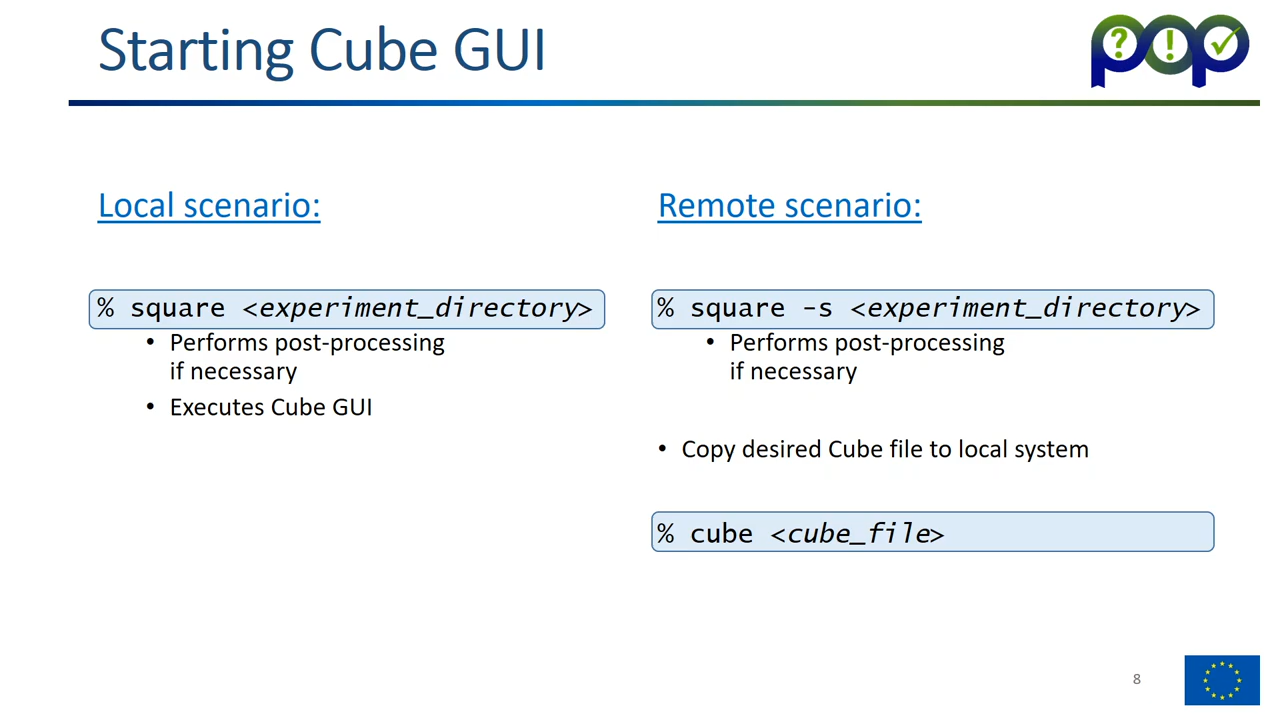 Starting Cube GUI
pop
Local scenario:
% square <experiment_directory>
• Performs post-processing
if necessary
• Executes Cube GUI
Remote scenario:
% square -s <experiment_directory>
• Performs post-processing
if necessary
• Copy desired Cube file to local system
% cube <cube_file>
8